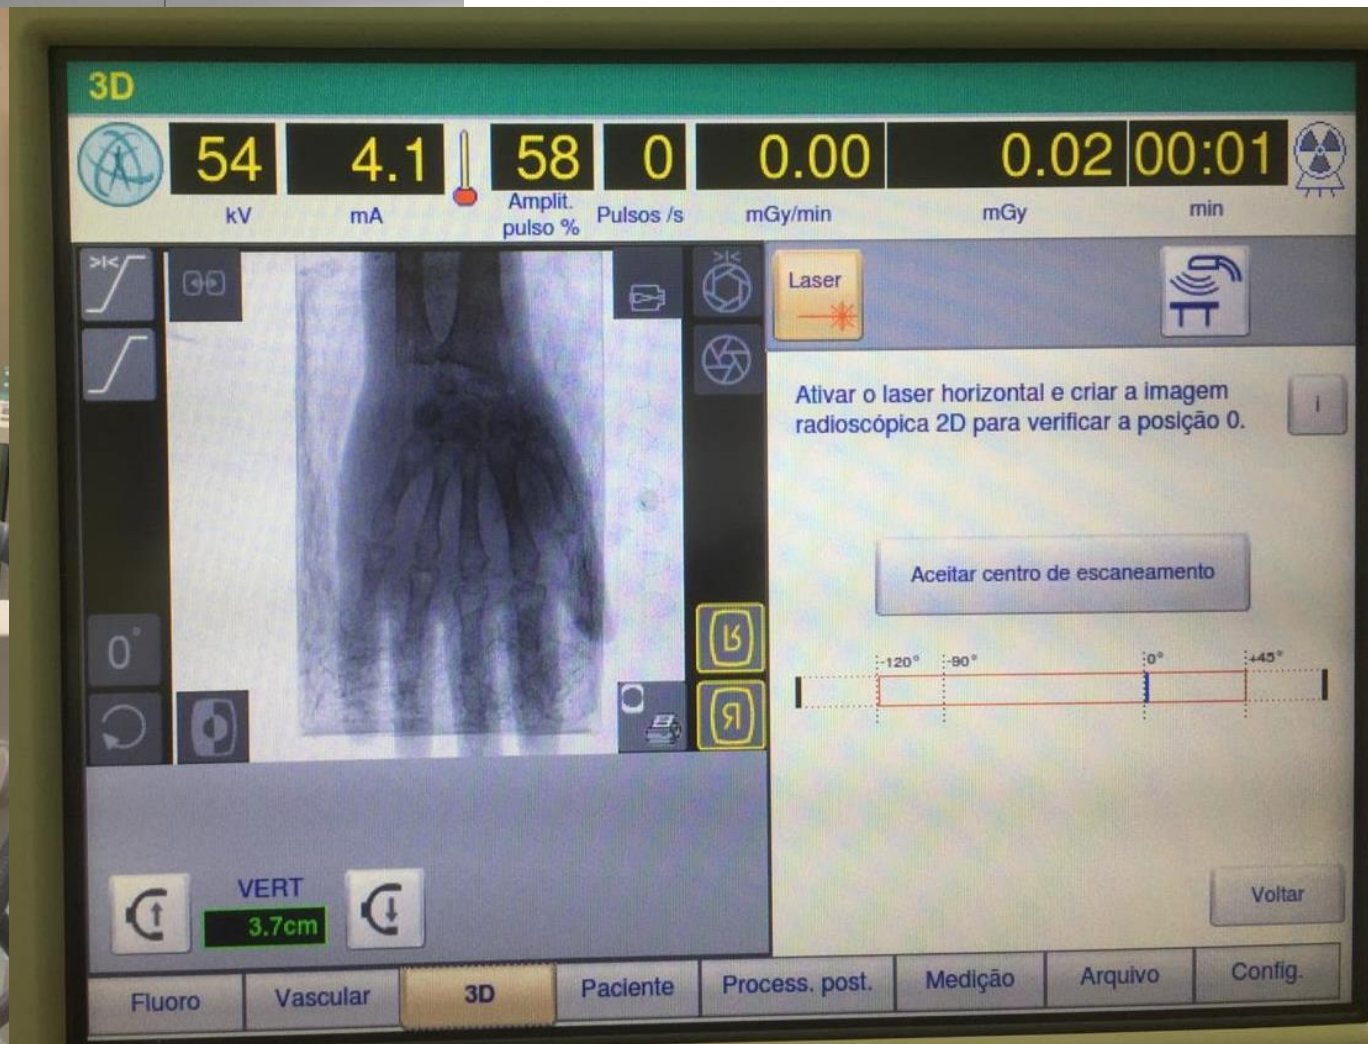 3D
54 4.1 58 0 0.00 0.02 00:01
kV mA Amplit. pulso % Pulsos /s mGy/min mGy min
Laser
Ativar o laser horizontal e criar a imagem
radioscópica 2D para verificar a posição 0.
i
Aceitar centro de escaneamento
-120° -90° 0° +45°
0°
R
R
VERT
3.7cm
Voltar
Fluoro Vascular 3D Paciente Process. post. Medição Arquivo Config.